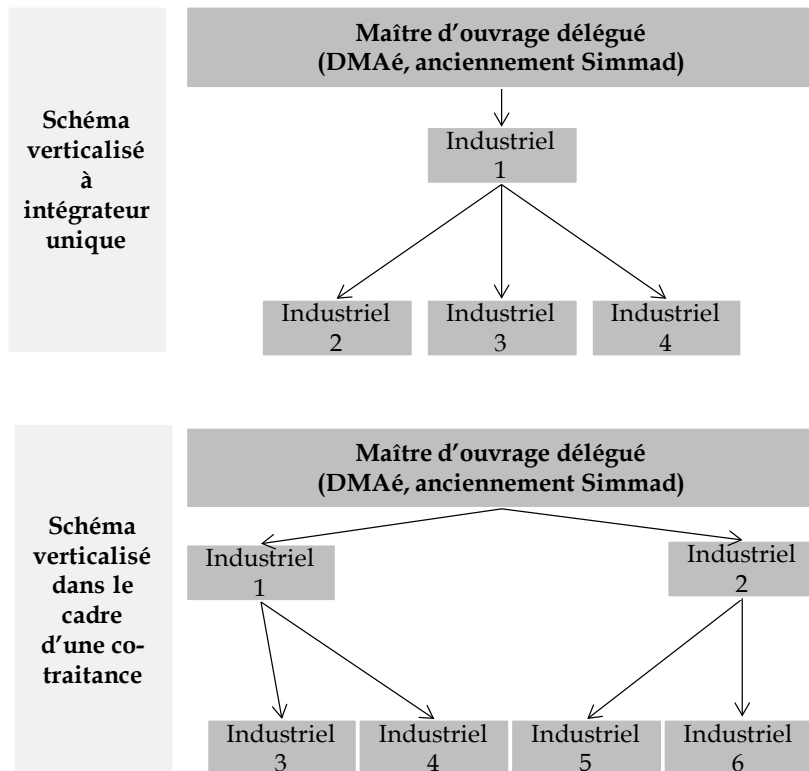 Schéma
verticalisé
à
intégrateur
unique
Maître d’ouvrage délégué
(DMAé, anciennement Simmad)
Industriel
1
Industriel
2
Industriel
3
Industriel
4
Schéma
verticalisé
dans le
cadre
d’une co-
traitance
Maître d’ouvrage délégué
(DMAé, anciennement Simmad)
Industriel
1
Industriel
2
Industriel
3
Industriel
4
Industriel
5
Industriel
6